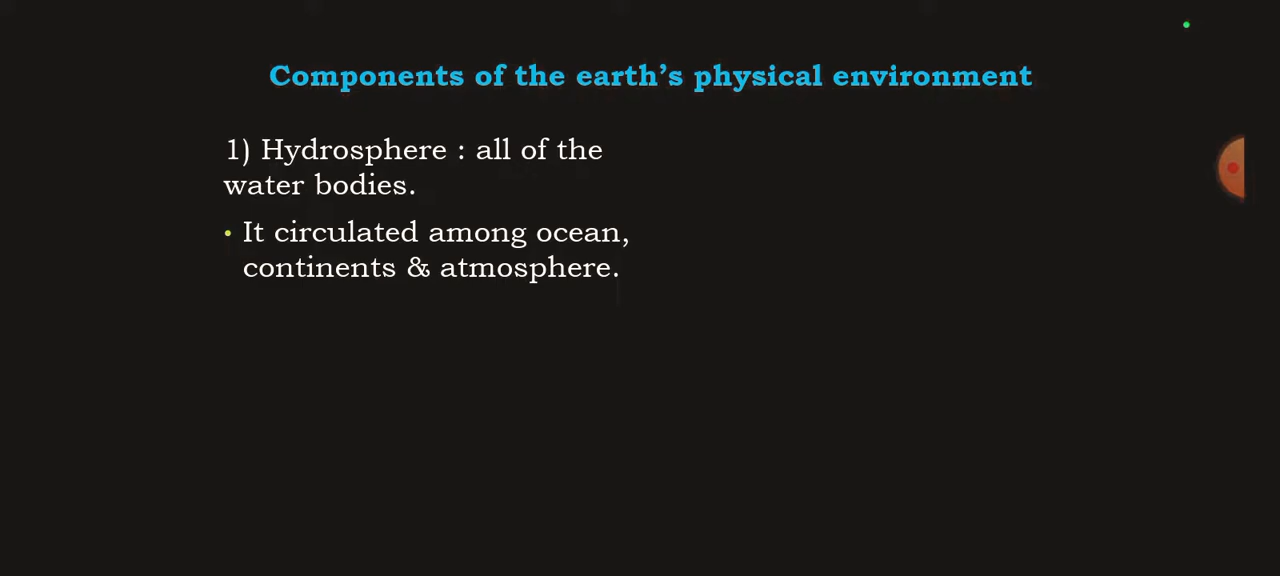 Components of the earth’s physical environment
1) Hydrosphere : all of the
water bodies.
• It circulated among ocean,
continents & atmosphere.